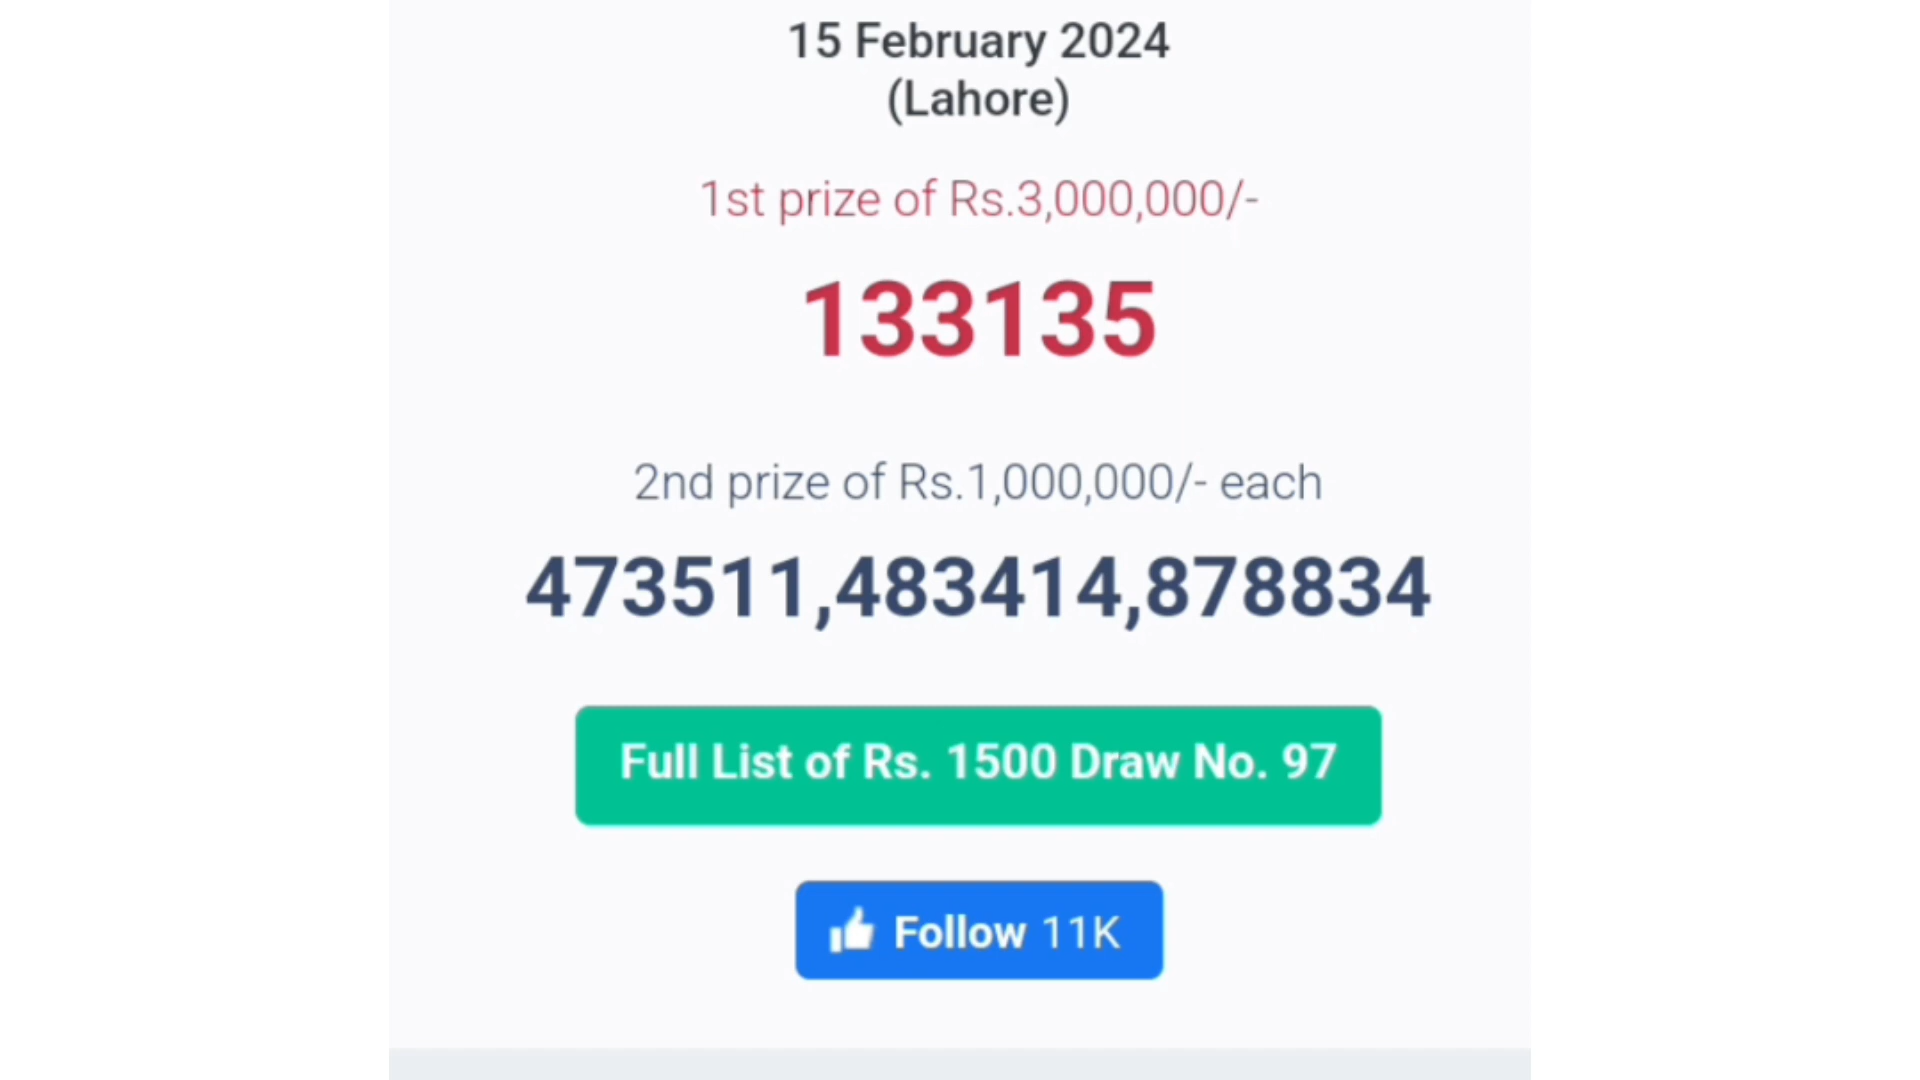 15 February 2024
(Lahore)
1st prize of Rs.3,000,000/-
133135
2nd prize of Rs.1,000,000/- each
473511,483414,878834
Full List of Rs. 1500 Draw No. 97
Follow 11K